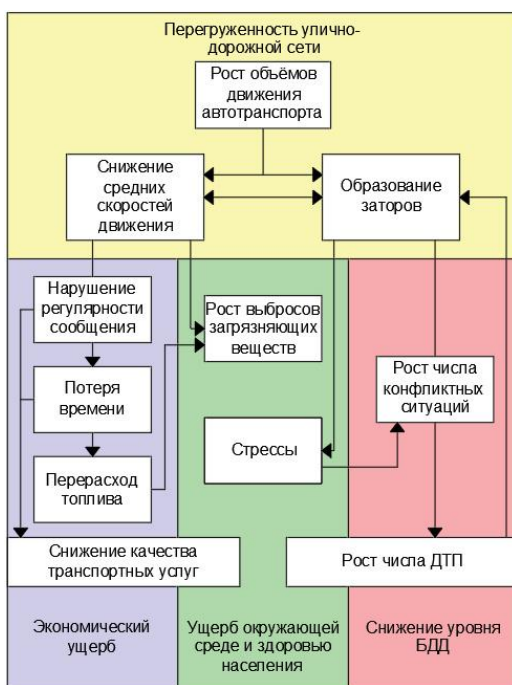 Перегруженность улично-
дорожной сети
Рост объёмов
движения
автотранспорта
Снижение
средних
скоростей
движения
Образование
заторов
Нарушение
регулярности
сообщения
Рост выбросов
загрязняющих
веществ
Потеря
времени
Рост числа
конфликтных
ситуаций
Перерасход
топлива
Стрессы
Снижение качества
транспортных услуг
Рост числа ДТП
Экономический
ущерб
Ущерб окружающей
среде и здоровью
населения
Снижение уровня
БДД